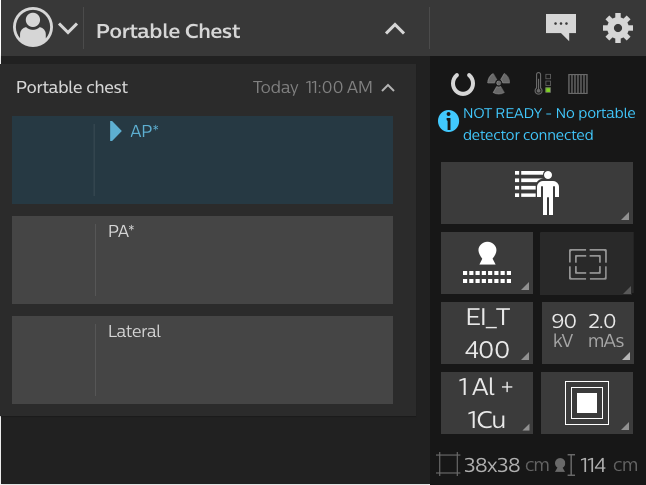 Portable Chest
Portable chest
Today 11:00 AM
AP*
PA*
Lateral
NOT READY - No portable
detector connected
EI_T
400
90 2.0
kV mAs
1 Al +
1Cu
38x38 cm 114 cm